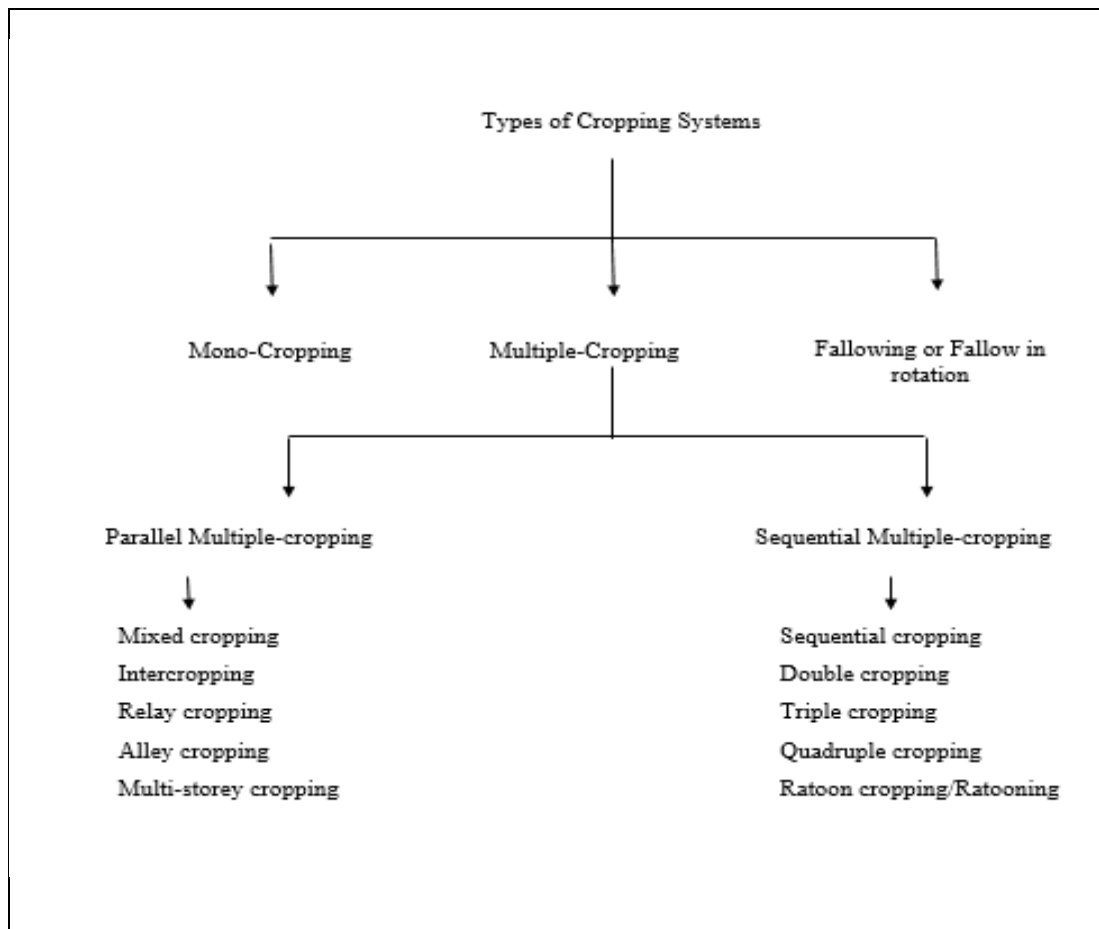 Types of Cropping Systems
Mono-Cropping
Multiple-Cropping
Fallowing or Fallow in
rotation
Parallel Multiple-cropping
Sequential Multiple-cropping
Mixed cropping
Intercropping
Relay cropping
Alley cropping
Multi-storey cropping
Sequential cropping
Double cropping
Triple cropping
Quadruple cropping
Ratoon cropping/Ratooning